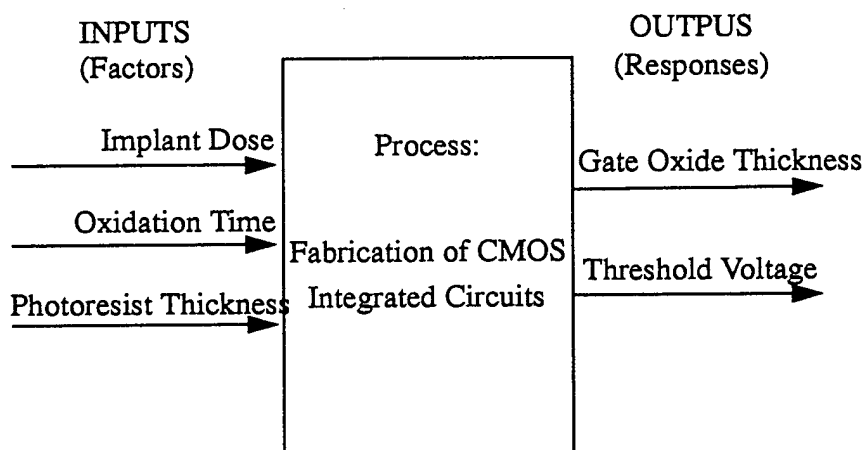 INPUTS
(Factors)
Implant Dose
Oxidation Time
Photoresist Thickness
Process:
Fabrication of CMOS
Integrated Circuits
OUTPUS
(Responses)
Gate Oxide Thickness
Threshold Voltage